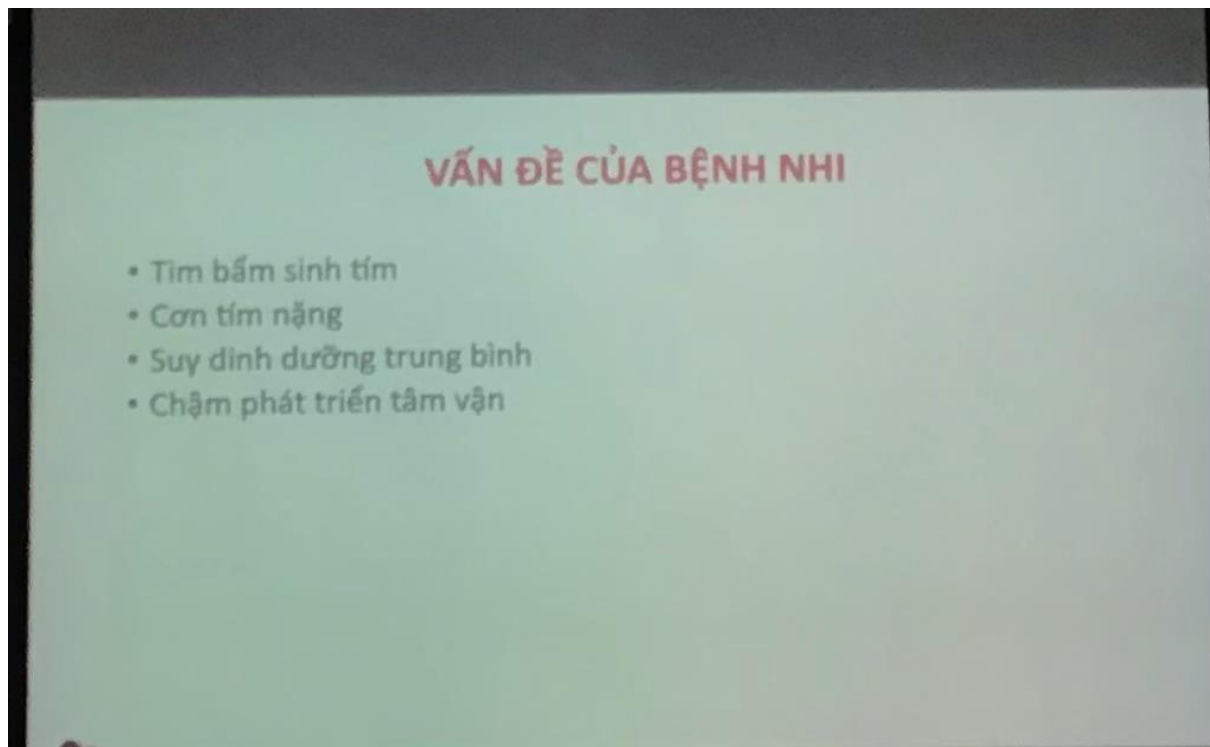 VẤN ĐỀ CỦA BỆNH NHI
• Tim bẩm sinh tím
• Cơn tím nặng
• Suy dinh dưỡng trung bình
• Chậm phát triển tâm vận